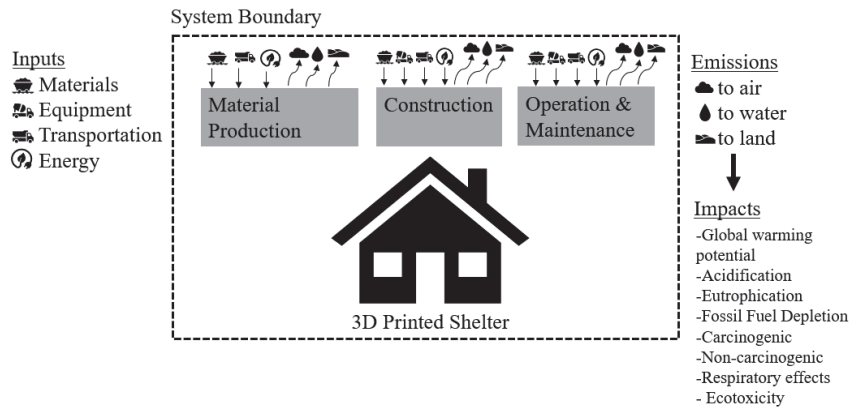 System Boundary
Inputs
Materials
Equipment
Transportation
Energy
Material
Production
Construction
Operation &
Maintenance
3D Printed Shelter
Emissions
to air
to water
to land
Impacts
-Global warming
potential
-Acidification
-Eutrophication
-Fossil Fuel Depletion
-Carcinogenic
-Non-carcinogenic
-Respiratory effects
- Ecotoxicity